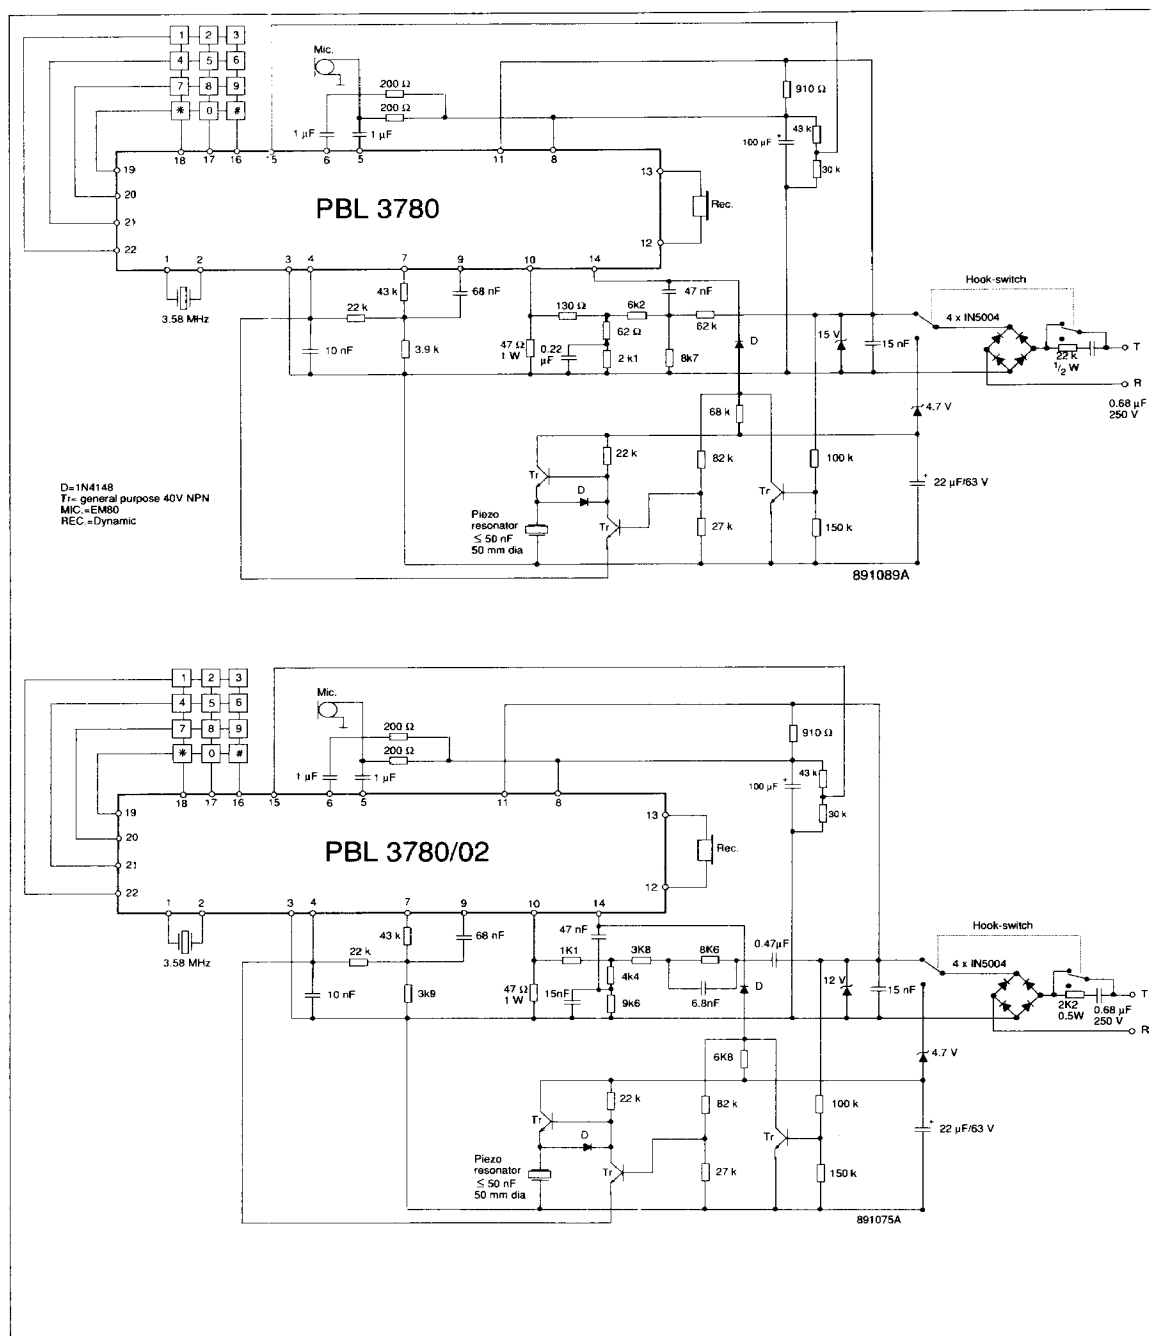 1 2 3
4 5 6
7 8 9
* 0 #
Mic.
200 Ω
200 Ω
1 µF
1 µF
910 Ω
43 k
100 µF +
30 k
18 17 16 15 6 5 11 8
19
20
21
22
PBL 3780
13
12
Rec.
1 2 3 4 7 9 10 14
3.58 MHz
43 k
68 nF
47 nF
22 k
130 Ω
6k2
62 k
62 Ω
10 nF
3.9 k
47 Ω
1 W
0.22
µF
2 k1
8k7
D
15 V
15 nF
Hook-switch
4 x IN5004
22 k
1/2 W
T
R
0.68 µF
250 V
4.7 V
68 k
22 k
82 k
100 k
Tr
D
Tr
Tr
27 k
150 k
+
22 µF/63 V
Piezo
resonator
≤ 50 nF
50 mm dia
D=1N4148
Tr= general purpose 40V NPN
MIC.=EM80
REC.=Dynamic
891089A
1 2 3
4 5 6
7 8 9
* 0 #
Mic.
200 Ω
200 Ω
1 µF
1 µF
910 Ω
43 k
100 µF +
30 k
18 17 16 15 6 5 11 8
19
20
21
22
PBL 3780/02
13
12
Rec.
1 2 3 4 7 9 10 14
3.58 MHz
43 k
68 nF
47 nF
0.47µF
22 k
1K1
3K8
8K6
4k4
10 nF
3k9
47 Ω
1 W
15nF
9k6
6.8nF
D
12 V
15 nF
Hook-switch
4 x IN5004
2K2
0.5W
0.68 µF
250 V
T
R
4.7 V
6K8
22 k
82 k
100 k
Tr
D
Tr
Tr
27 k
150 k
+
22 µF/63 V
Piezo
resonator
≤ 50 nF
50 mm dia
891075A